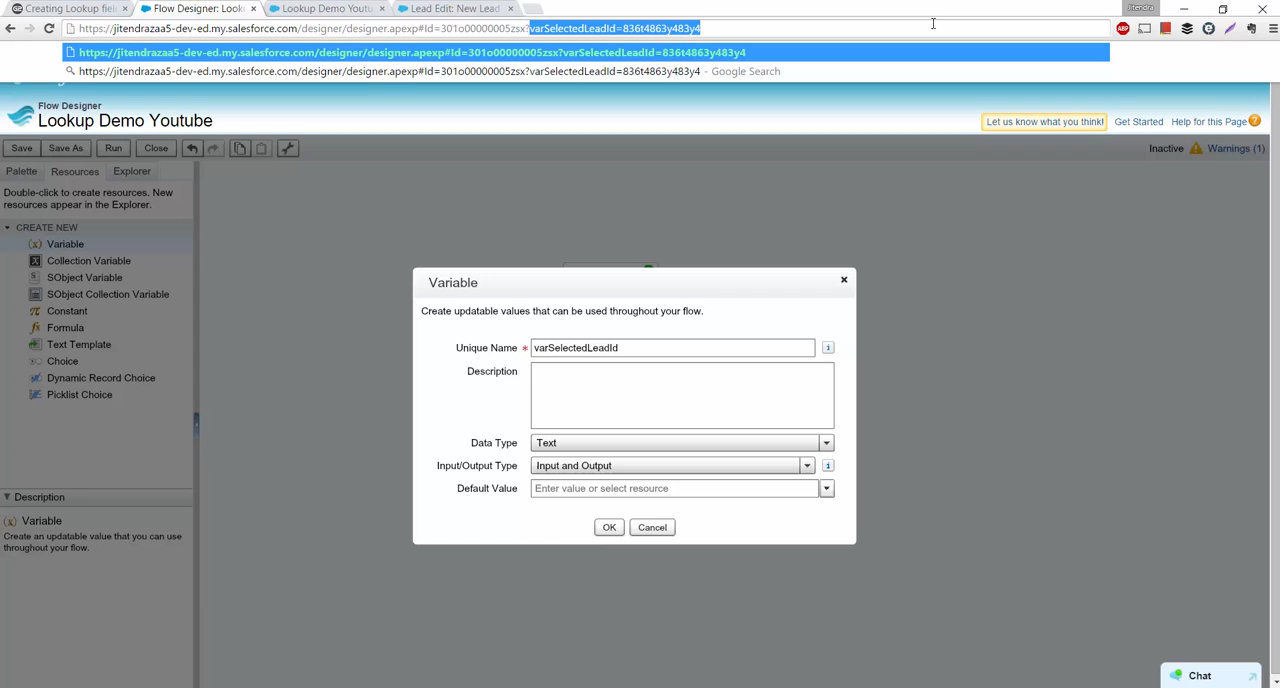 Creating Lookup fiel
Flow Designer: Look
Lookup Demo Youtu
Lead Edit: New Lead
Jitendra
https://jitendrazaa5-dev-ed.my.salesforce.com/designer/designer.apexp#Id=301o00000005zsx?varSelectedLeadId=836t4863y483y4
https://jitendrazaa5-dev-ed.my.salesforce.com/designer/designer.apexp#Id=301o00000005zsx?varSelectedLeadId=836t4863y483y4
https://jitendrazaa5-dev-ed.my.salesforce.com/designer/designer.apexp#Id=301o00000005zsx?varSelectedLeadId=836t4863y483y4 - Google Search
Flow Designer
Lookup Demo Youtube
Let us know what you think!
Get Started
Help for this Page
Save
Save As
Run
Close
Inactive
Warnings (1)
Palette
Resources
Explorer
Double-click to create resources. New
resources appear in the Explorer.
CREATE NEW
Variable
Collection Variable
SObject Variable
SObject Collection Variable
Constant
Formula
Text Template
Choice
Dynamic Record Choice
Picklist Choice
Description
(x) Variable
Create an updatable value that you can use
throughout your flow.
Variable
Create updatable values that can be used throughout your flow.
Unique Name * varSelectedLeadId
Description
Data Type Text
Input/Output Type Input and Output
Default Value Enter value or select resource
OK
Cancel
Chat